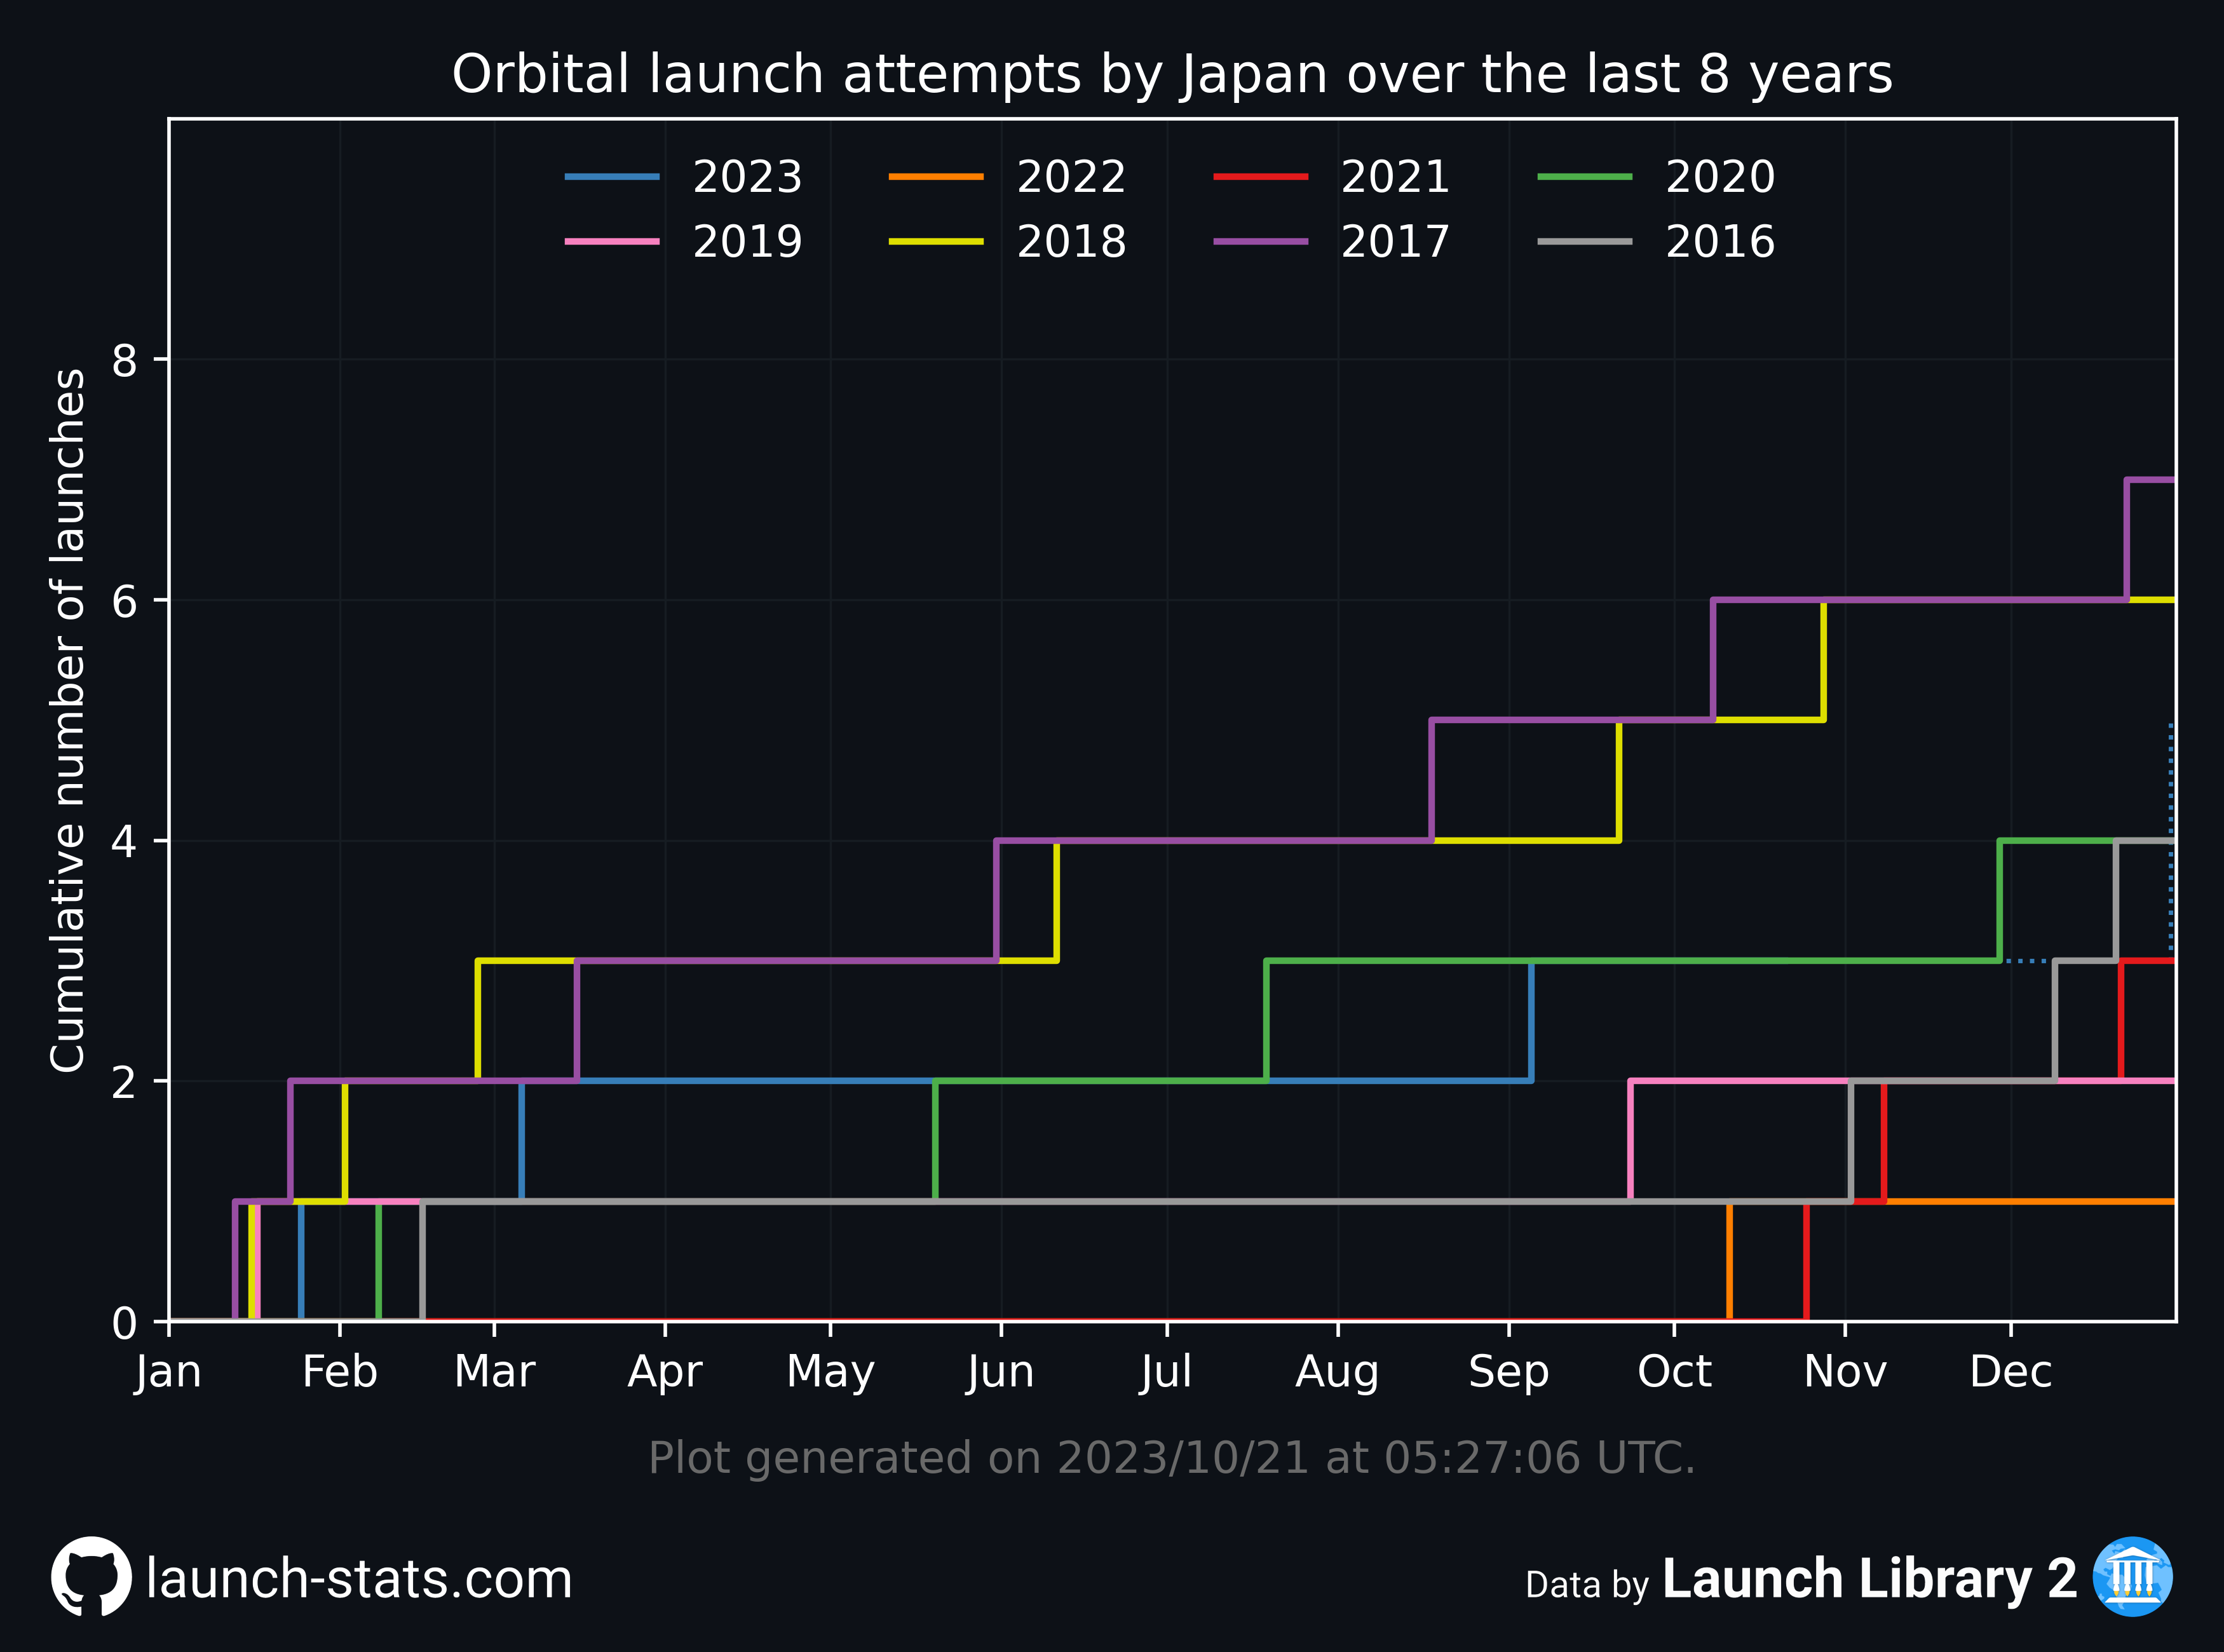 Orbital launch attempts by Japan over the last 8 years
2023 2022 2021 2020
2019 2018 2017 2016
Cumulative number of launches
8
6
4
2
0
Jan Feb Mar Apr May Jun Jul Aug Sep Oct Nov Dec
Plot generated on 2023/10/21 at 05:27:06 UTC.
launch-stats.com
Data by Launch Library 2